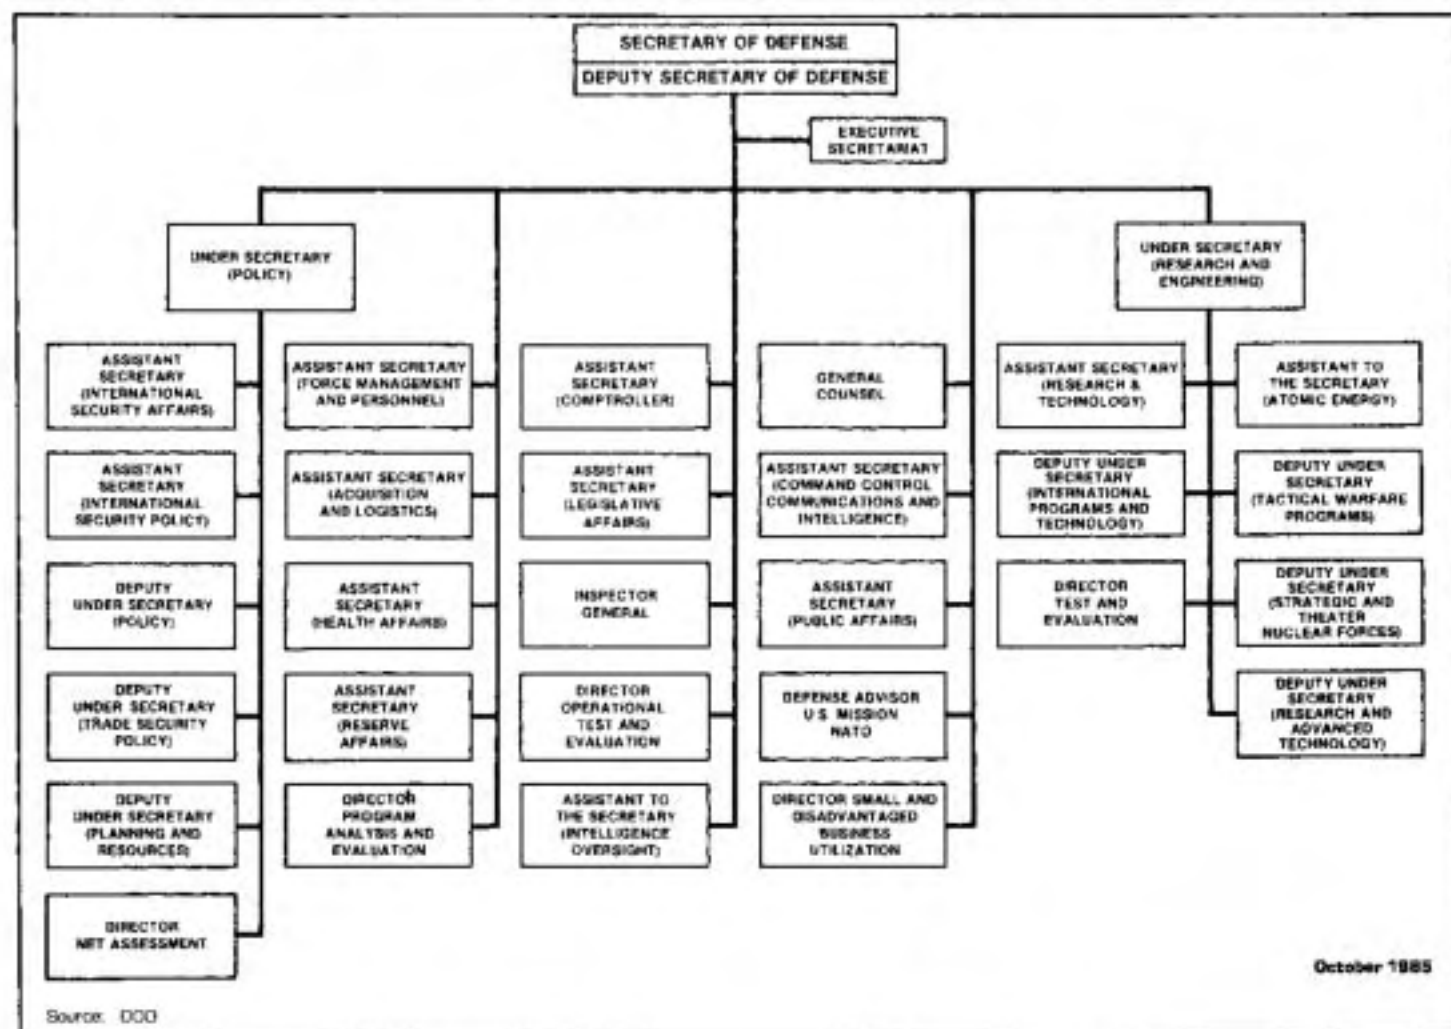 SECRETARY OF DEFENSE
DEPUTY SECRETARY OF DEFENSE
EXECUTIVE
SECRETARIAT
UNDER SECRETARY
(POLICY)
UNDER SECRETARY
(RESEARCH AND
ENGINEERING)
ASSISTANT
SECRETARY
(INTERNATIONAL
SECURITY AFFAIRS)
ASSISTANT SECRETARY
(FORCE MANAGEMENT
AND PERSONNEL)
ASSISTANT
SECRETARY
(COMPTROLLER)
GENERAL
COUNSEL
ASSISTANT SECRETARY
(RESEARCH &
TECHNOLOGY)
ASSISTANT TO
THE SECRETARY
(ATOMIC ENERGY)
ASSISTANT
SECRETARY
(INTERNATIONAL
SECURITY POLICY)
ASSISTANT SECRETARY
(ACQUISITION
AND LOGISTICS)
ASSISTANT
SECRETARY
(LEGISLATIVE
AFFAIRS)
ASSISTANT SECRETARY
(COMMAND CONTROL
COMMUNICATIONS AND
INTELLIGENCE)
DEPUTY UNDER
SECRETARY
(INTERNATIONAL
PROGRAMS AND
TECHNOLOGY)
DEPUTY UNDER
SECRETARY
(TACTICAL WARFARE
PROGRAMS)
DEPUTY
UNDER SECRETARY
(POLICY)
ASSISTANT
SECRETARY
(HEALTH AFFAIRS)
INSPECTOR
GENERAL
ASSISTANT
SECRETARY
(PUBLIC AFFAIRS)
DIRECTOR
TEST AND
EVALUATION
DEPUTY UNDER
SECRETARY
(STRATEGIC AND
THEATER
NUCLEAR FORCES)
DEPUTY
UNDER SECRETARY
(TRADE SECURITY
POLICY)
ASSISTANT
SECRETARY
(RESERVE
AFFAIRS)
DIRECTOR
OPERATIONAL
TEST AND
EVALUATION
DEFENSE ADVISOR
U.S. MISSION
NATO
DEPUTY UNDER
SECRETARY
(RESEARCH AND
ADVANCED
TECHNOLOGY)
DEPUTY
UNDER SECRETARY
(PLANNING AND
RESOURCES)
DIRECTOR
PROGRAM
ANALYSIS AND
EVALUATION
ASSISTANT TO
THE SECRETARY
(INTELLIGENCE
OVERSIGHT)
DIRECTOR SMALL AND
DISADVANTAGED
BUSINESS
UTILIZATION
DIRECTOR
NET ASSESSMENT
October 1985
Source: DOD